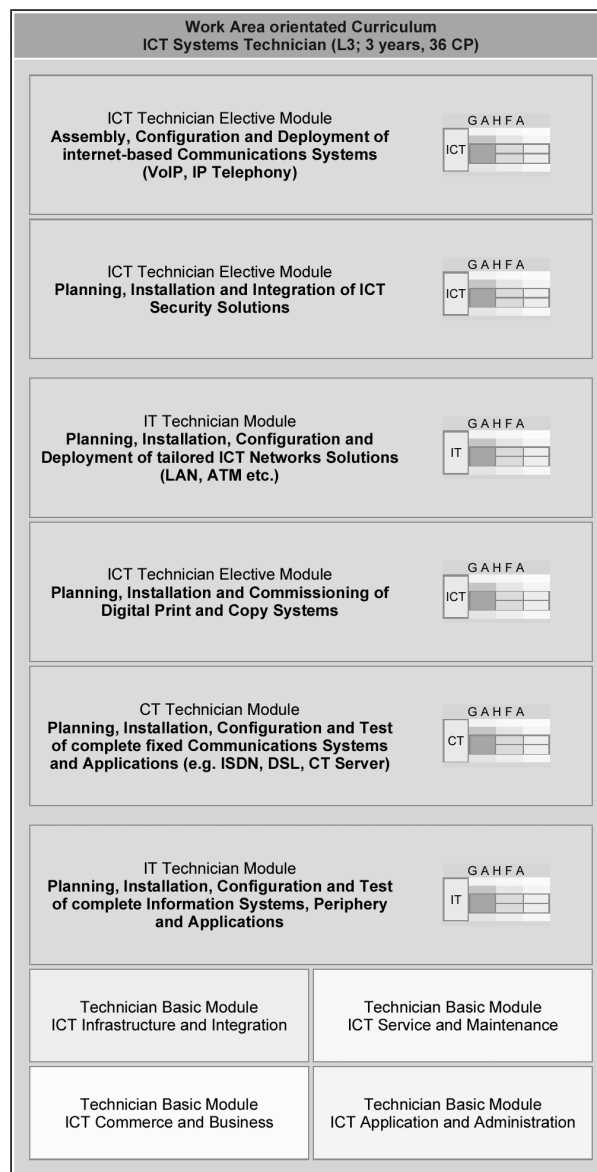 Work Area orientated Curriculum
ICT Systems Technician (L3; 3 years, 36 CP)
ICT Technician Elective Module
Assembly, Configuration and Deployment of
internet-based Communications Systems
(VoIP, IP Telephony)
G A H F A
ICT
ICT Technician Elective Module
Planning, Installation and Integration of ICT
Security Solutions
G A H F A
ICT
IT Technician Module
Planning, Installation, Configuration and
Deployment of tailored ICT Networks Solutions
(LAN, ATM etc.)
G A H F A
IT
ICT Technician Elective Module
Planning, Installation and Commissioning of
Digital Print and Copy Systems
G A H F A
ICT
CT Technician Module
Planning, Installation, Configuration and Test
of complete fixed Communications Systems
and Applications (e.g. ISDN, DSL, CT Server)
G A H F A
CT
IT Technician Module
Planning, Installation, Configuration and Test
of complete Information Systems, Periphery
and Applications
G A H F A
IT
Technician Basic Module
ICT Infrastructure and Integration
Technician Basic Module
ICT Service and Maintenance
Technician Basic Module
ICT Commerce and Business
Technician Basic Module
ICT Application and Administration